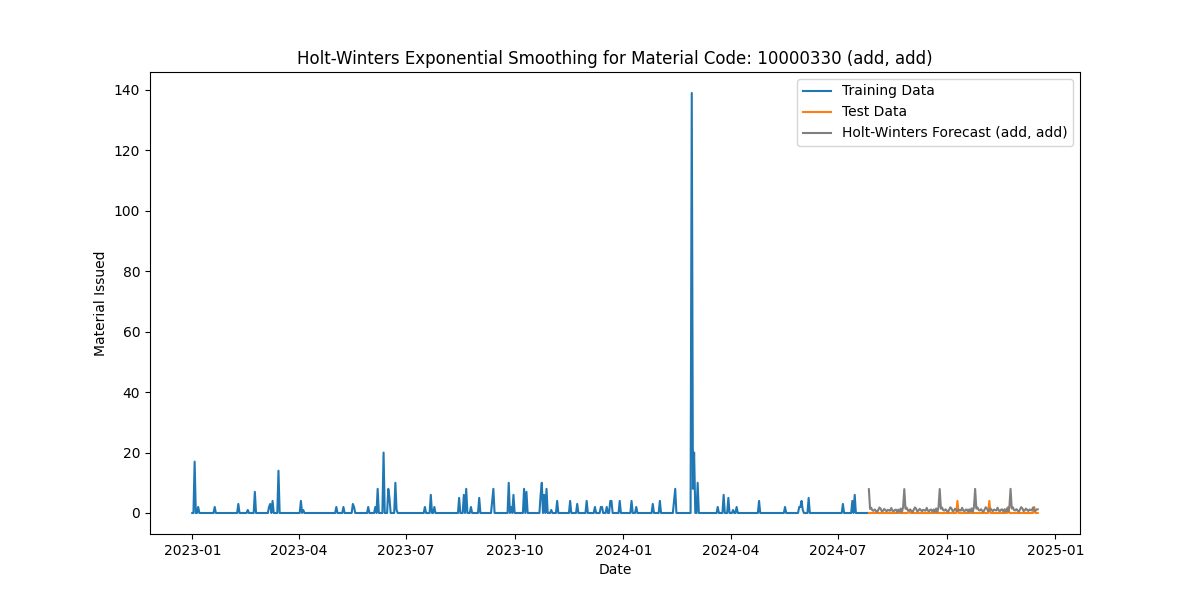 Holt-Winters Exponential Smoothing for Material Code: 10000330 (add, add)
Training Data
Test Data
Holt-Winters Forecast (add, add)
140
120
100
80
60
40
20
0
Material Issued
2023-01
2023-04
2023-07
2023-10
2024-01
2024-04
2024-07
2024-10
2025-01
Date